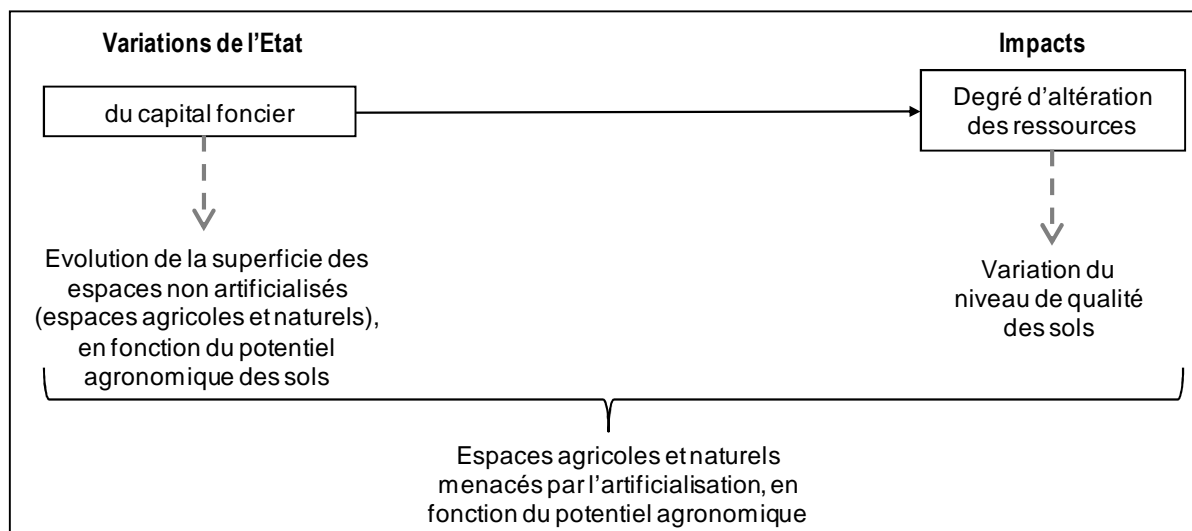 Variations de l'Etat
Impacts
du capital foncier
Degré d'altération
des ressources
Evolution de la superficie des
espaces non artificialisés
(espaces agricoles et naturels),
en fonction du potentiel
agronomique des sols
Variation du
niveau de qualité
des sols
Espaces agricoles et naturels
menacés par l'artificialisation, en
fonction du potentiel agronomique